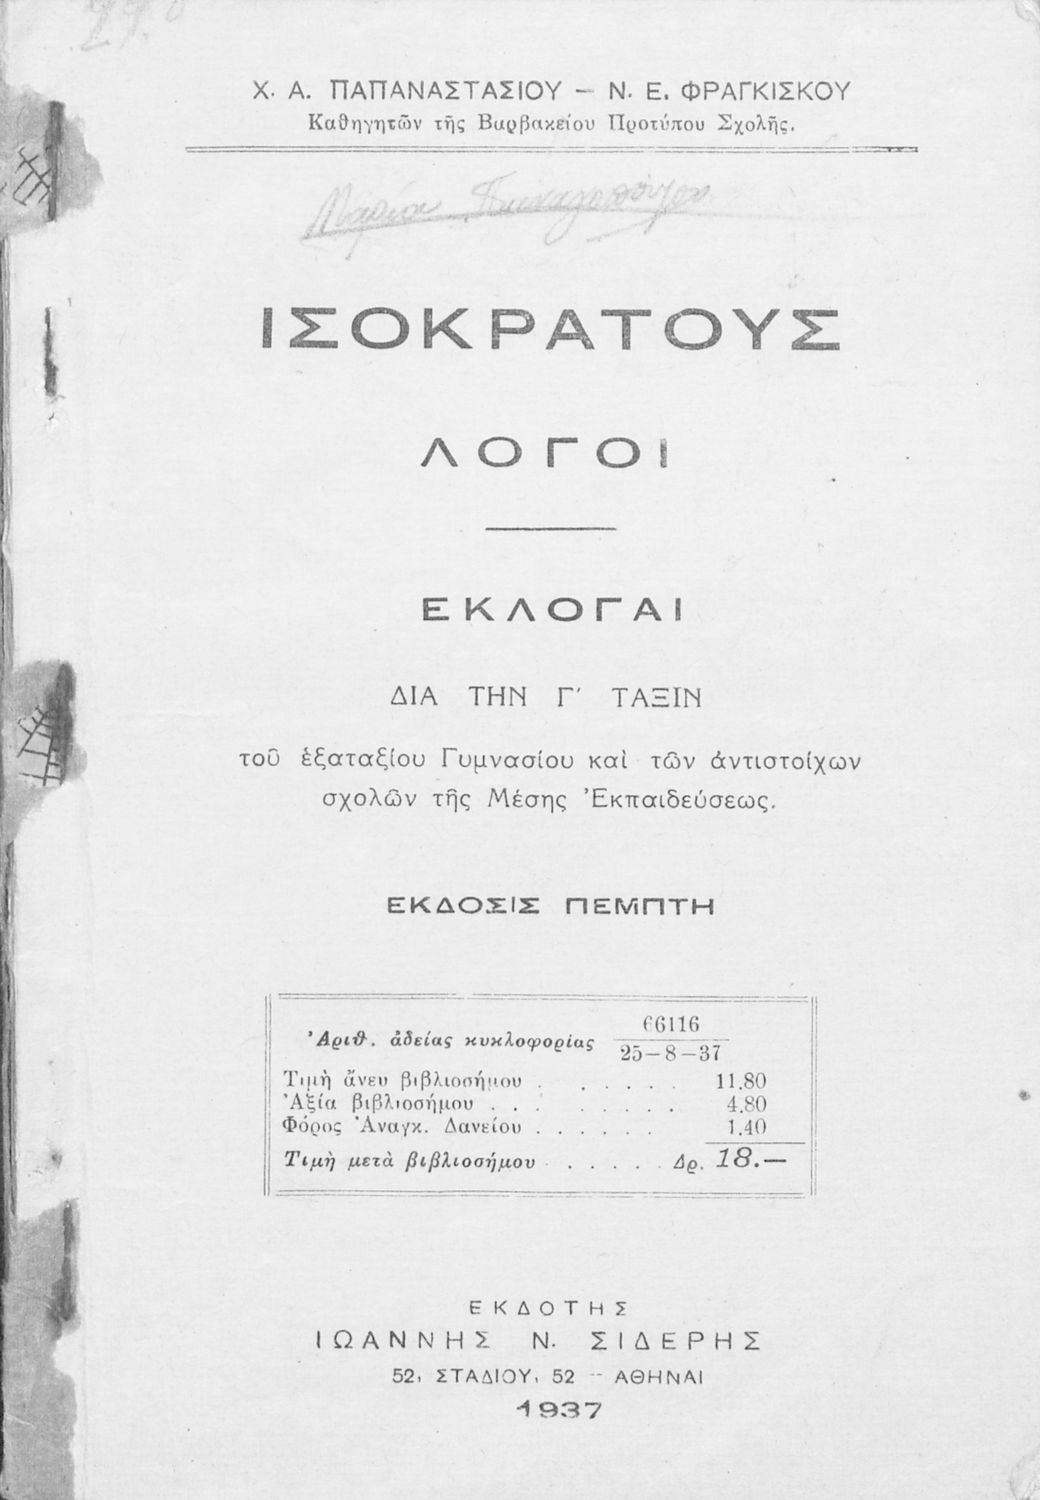 Χ. Α. ΠΑΠΑΝΑΣΤΑΣΙΟΥ — Ν. Ε. ΦΡΑΓΚΙΣΚΟΥ
Καθηγητῶν τῆς Βαρβακείου Προτύπου Σχολῆς.
ΙΣΟΚΡΑΤΟΥΣ
ΛΟΓΟΙ
ΕΚΛΟΓΑΙ
ΔΙΑ ΤΗΝ Γ΄ ΤΑΞΙΝ
τοῦ ἑξαταξίου Γυμνασίου καὶ τῶν ἀντιστοίχων
σχολῶν τῆς Μέσης Ἐκπαιδεύσεως.
ΕΚΔΟΣΙΣ ΠΕΜΠΤΗ
Ἀριθ. ἀδείας κυκλοφορίας 66116
25—8—37
Τιμὴ ἄνευ βιβλιοσήμου . . . . . . 11.80
Ἀξία βιβλιοσήμου . . . . . . . . 4.80
Φόρος Ἀναγκ. Δανείου . . . . . . 1.40
Τιμὴ μετὰ βιβλιοσήμου . . . . . . Δρ. 18.—
ΕΚΔΟΤΗΣ
ΙΩΑΝΝΗΣ Ν. ΣΙΔΕΡΗΣ
52, ΣΤΑΔΙΟΥ, 52 — ΑΘΗΝΑΙ
1937